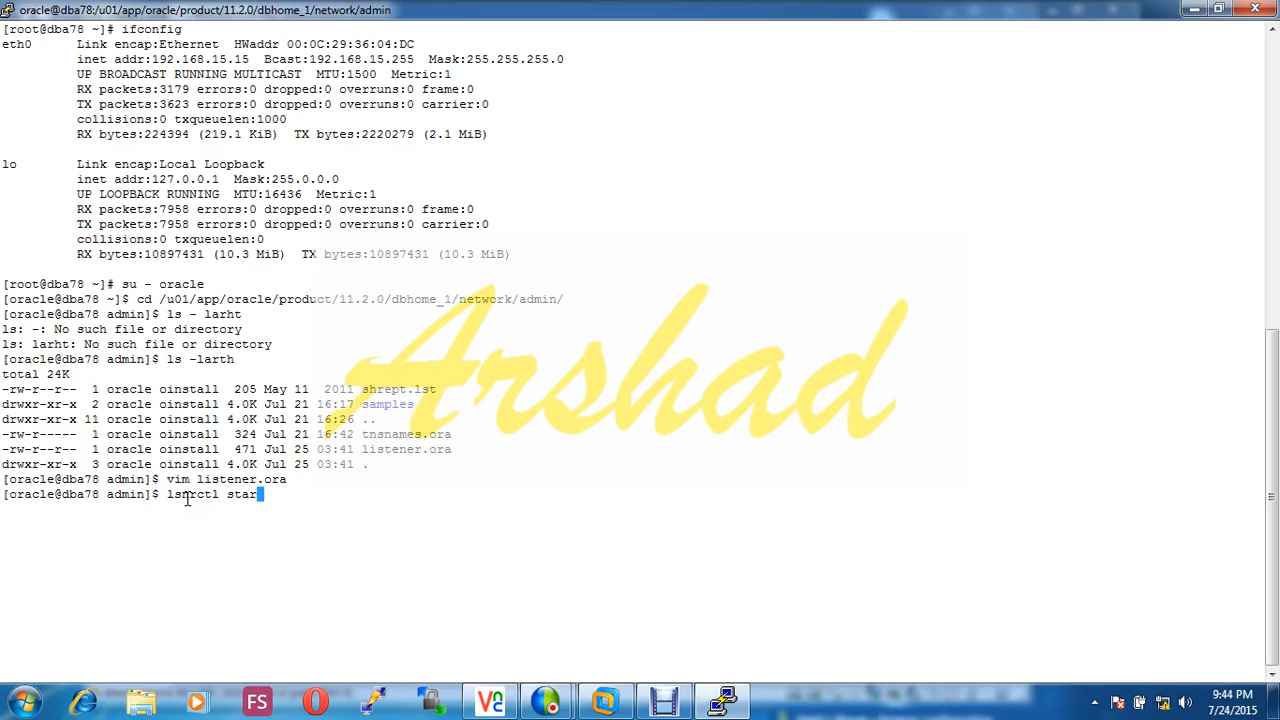 oracle@dba78:/u01/app/oracle/product/11.2.0/dbhome_1/network/admin
[root@dba78 ~]# ifconfig
eth0      Link encap:Ethernet  HWaddr 00:0C:29:36:04:DC
          inet addr:192.168.15.15  Bcast:192.168.15.255  Mask:255.255.255.0
          UP BROADCAST RUNNING MULTICAST  MTU:1500  Metric:1
          RX packets:3179 errors:0 dropped:0 overruns:0 frame:0
          TX packets:3623 errors:0 dropped:0 overruns:0 carrier:0
          collisions:0 txqueuelen:1000
          RX bytes:224394 (219.1 KiB)  TX bytes:2220279 (2.1 MiB)
lo        Link encap:Local Loopback
          inet addr:127.0.0.1  Mask:255.0.0.0
          UP LOOPBACK RUNNING  MTU:16436  Metric:1
          RX packets:7958 errors:0 dropped:0 overruns:0 frame:0
          TX packets:7958 errors:0 dropped:0 overruns:0 carrier:0
          collisions:0 txqueuelen:0
          RX bytes:10897431 (10.3 MiB)  TX bytes:10897431 (10.3 MiB)
[root@dba78 ~]# su - oracle
[oracle@dba78 ~]$ cd /u01/app/oracle/product/11.2.0/dbhome_1/network/admin/
[oracle@dba78 admin]$ ls - larht
ls: -: No such file or directory
ls: larht: No such file or directory
[oracle@dba78 admin]$ ls -larth
total 24K
-rw-r--r--  1 oracle oinstall  205 May 11  2011 shrept.lst
drwxr-xr-x  2 oracle oinstall 4.0K Jul 21 16:17 samples
drwxr-xr-x 11 oracle oinstall 4.0K Jul 21 16:26 ..
-rw-r-----  1 oracle oinstall  324 Jul 21 16:42 tnsnames.ora
-rw-r--r--  1 oracle oinstall  471 Jul 25 03:41 listener.ora
drwxr-xr-x  3 oracle oinstall 4.0K Jul 25 03:41 .
[oracle@dba78 admin]$ vim listener.ora
[oracle@dba78 admin]$ lsnrctl star
Arshad
FS
9:44 PM
7/24/2015